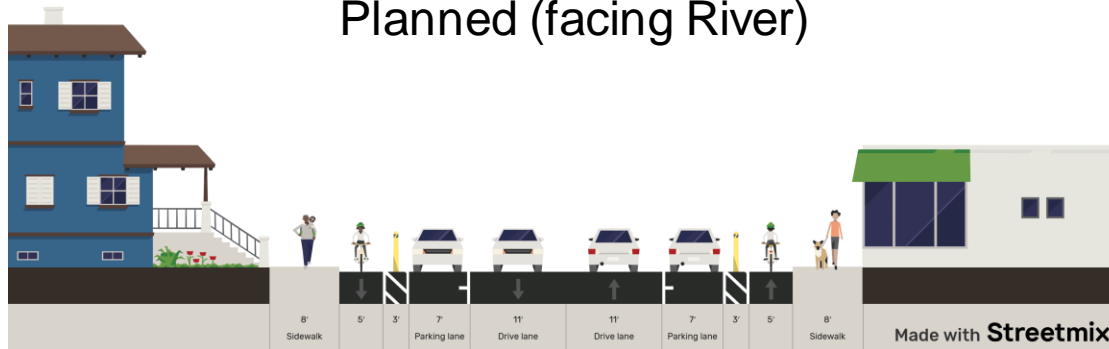 Planned (facing River)
8' 5' 3' 7' 11' 11' 7' 3' 5' 8'
Sidewalk Parking lane Drive lane Drive lane Parking lane Sidewalk
Made with Streetmix